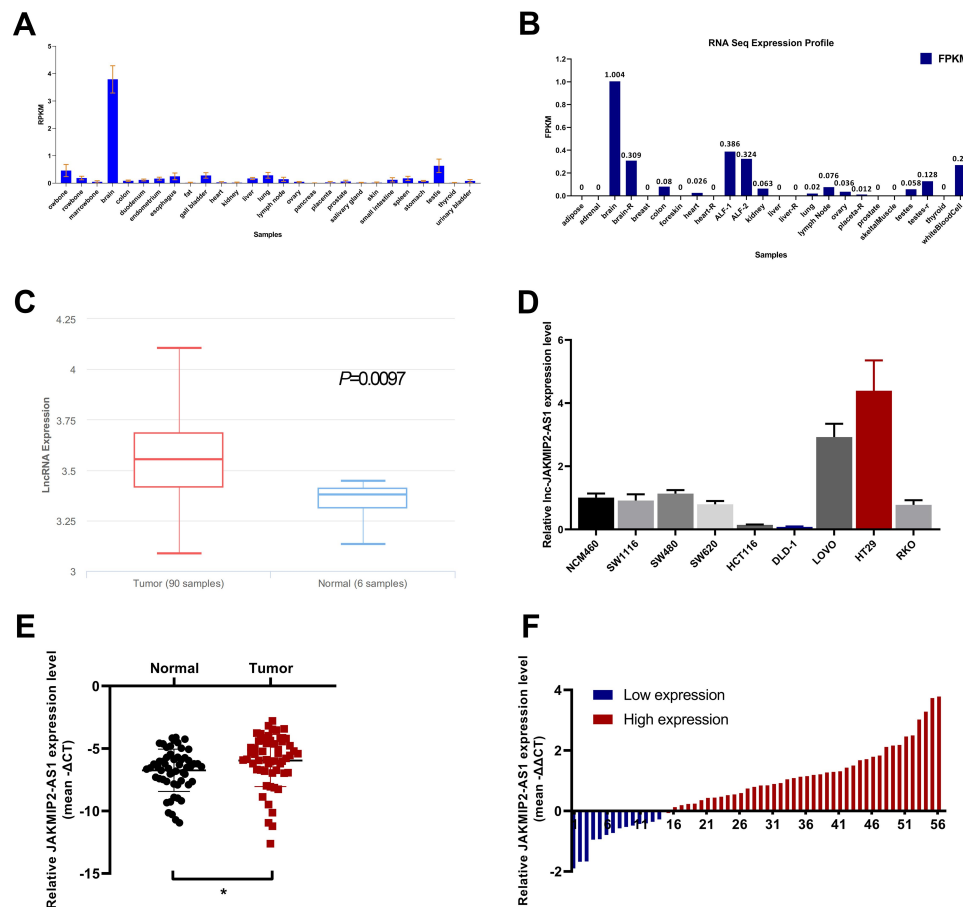 A
RPKM
5
4
3
2
1
0
owbone
rowbone
marrowbone
brain
colon
duodenum
endometrium
esophagus
fat
gall bladder
heart
kidney
liver
lung
lymph node
ovary
pancreas
placenta
prostate
salivary gland
skin
small intestine
spleen
stomach
testis
thyroid
urinary bladder
Samples
B
RNA Seq Expression Profile
FPKM
FPKM
1.2
1.0
0.8
0.6
0.4
0.2
0.0
0 0 1.004 0.309 0 0.08 0 0.026 0 0.386 0.324 0.063 0 0 0.02 0.076 0.036 0.012 0 0 0.058 0.128 0 0.2
adipose
adrenal
brain
brain-R
breast
colon
foreskin
heart
heart-R
ALF-1
ALF-2
kidney
liver
liver-R
lung
lymph Node
ovary
placeta-R
prostate
skeltalMuscle
testes
testes-r
thyroid
whiteBloodCell
Samples
C
LncRNA Expression
4.25
4
3.75
3.5
3.25
3
P=0.0097
Tumor (90 samples)
Normal (6 samples)
D
Relative lnc-JAKMIP2-AS1 expression level
6
4
2
0
NCM460
SW1116
SW480
SW620
HCT116
DLD-1
LOVO
HT29
RKO
E
Relative JAKMIP2-AS1 expression level
(mean -ΔCT)
Normal
Tumor
0
-5
-10
-15
*
F
Relative JAKMIP2-AS1 expression level
(mean -ΔΔCT)
Low expression
High expression
4
2
0
-2
1 6 11 16 21 26 31 36 41 46 51 56